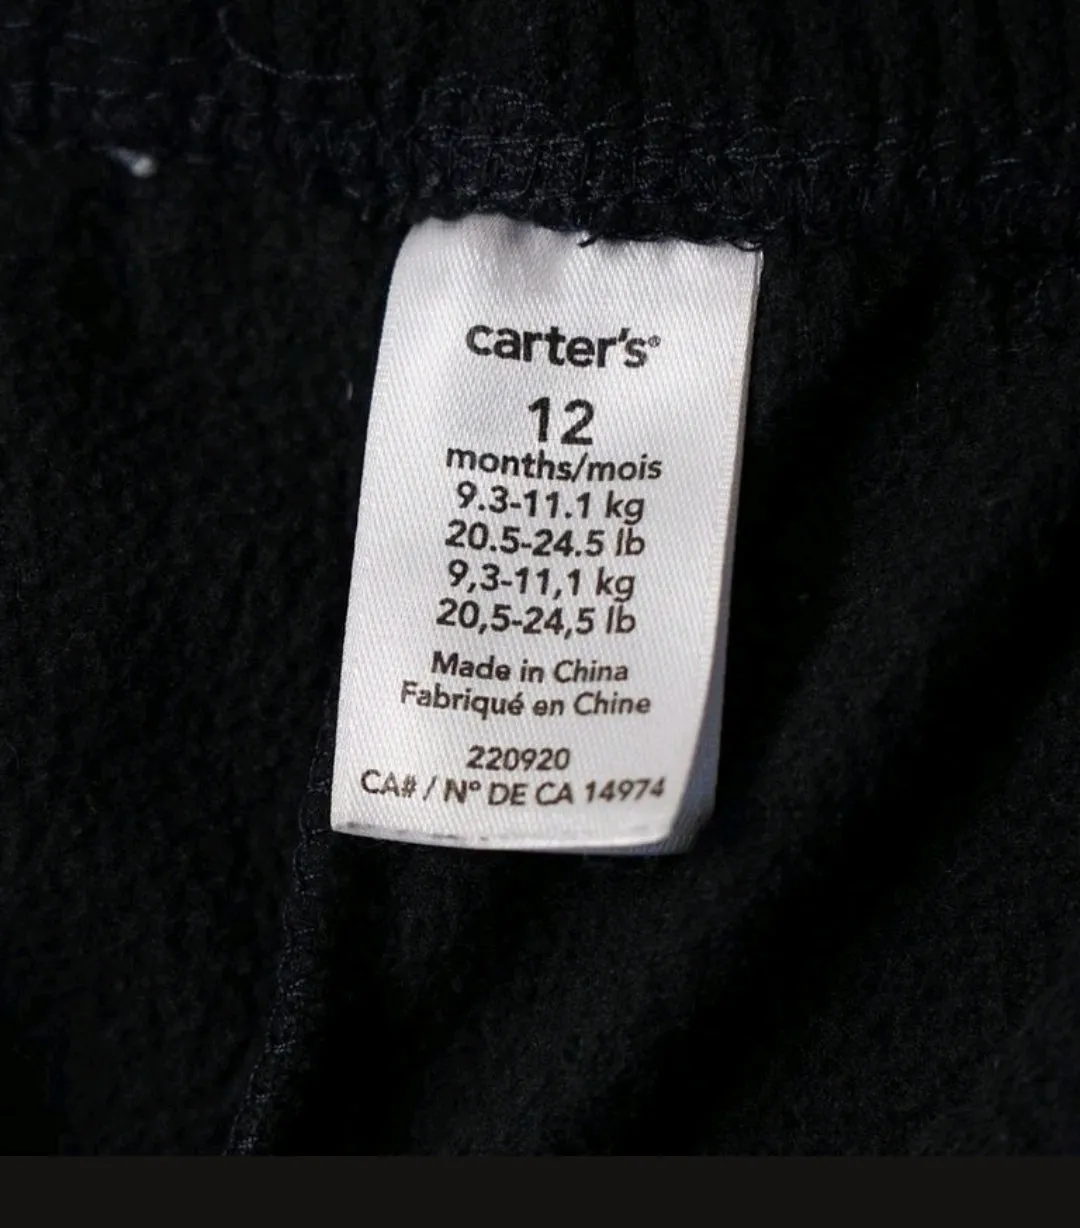 carter's®
12
months/mois
9.3-11.1 kg
20.5-24.5 lb
9,3-11,1 kg
20,5-24,5 lb
Made in China
Fabriqué en Chine
220920
CA# / Nº DE CA 14974